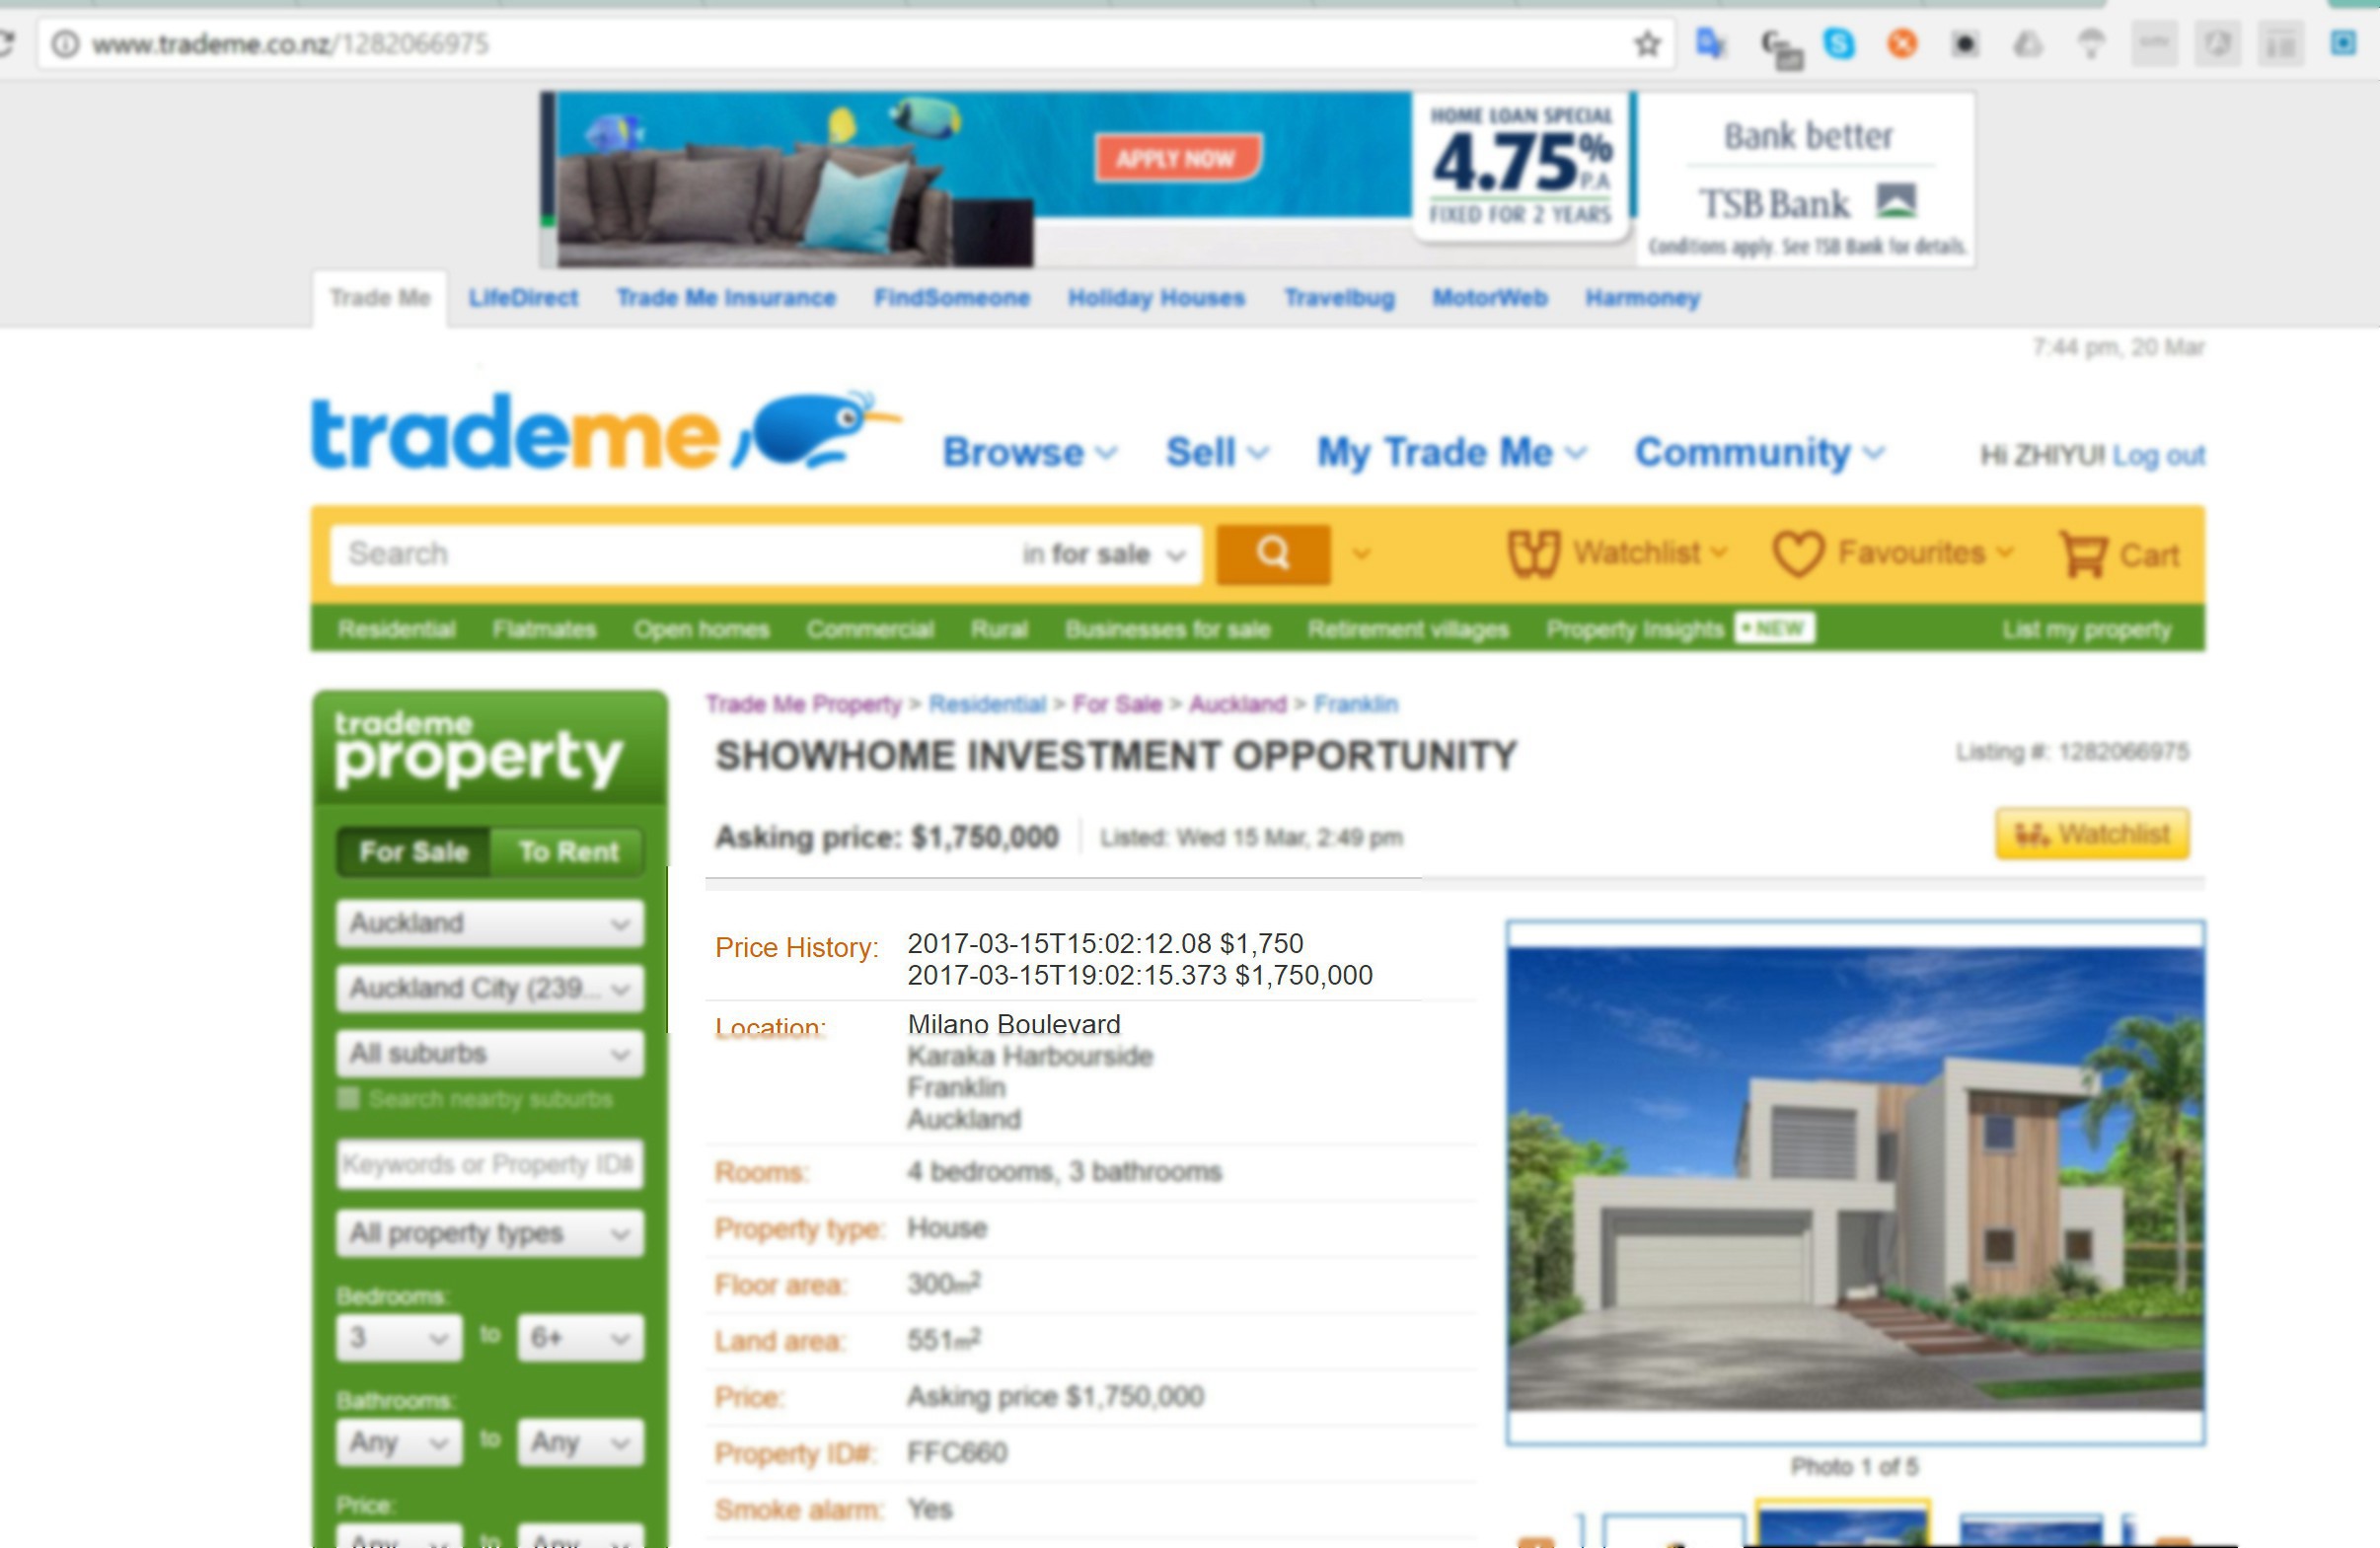 www.trademe.co.nz/1282066975
APPLY NOW
HOME LOAN SPECIAL
4.75% P.A
FIXED FOR 2 YEARS
Bank better
TSB Bank
Conditions apply. See TSB Bank for details.
Trade Me LifeDirect Trade Me Insurance FindSomeone Holiday Houses Travelbug MotorWeb Harmoney
7:44 pm, 20 Mar
trademe
Browse Sell My Trade Me Community Hi ZHIYU! Log out
Search in for sale Watchlist Favourites Cart
Residential Flatmates Open homes Commercial Rural Businesses for sale Retirement villages Property Insights • NEW List my property
trademe
property
For Sale To Rent
Auckland
Auckland City (239...
All suburbs
Search nearby suburbs
Keywords or Property ID#
All property types
Bedrooms:
3 to 6+
Bathrooms:
Any to Any
Price:
Any to Any
Trade Me Property > Residential > For Sale > Auckland > Franklin
SHOWHOME INVESTMENT OPPORTUNITY
Listing #: 1282066975
Asking price: $1,750,000 Listed: Wed 15 Mar, 2:49 pm
Watchlist
Price History: 2017-03-15T15:02:12.08 $1,750
2017-03-15T19:02:15.373 $1,750,000
Location: Milano Boulevard
Karaka Harbourside
Franklin
Auckland
Rooms: 4 bedrooms, 3 bathrooms
Property type: House
Floor area: 300m²
Land area: 551m²
Price: Asking price $1,750,000
Property ID#: FFC660
Smoke alarm: Yes
Photo 1 of 5